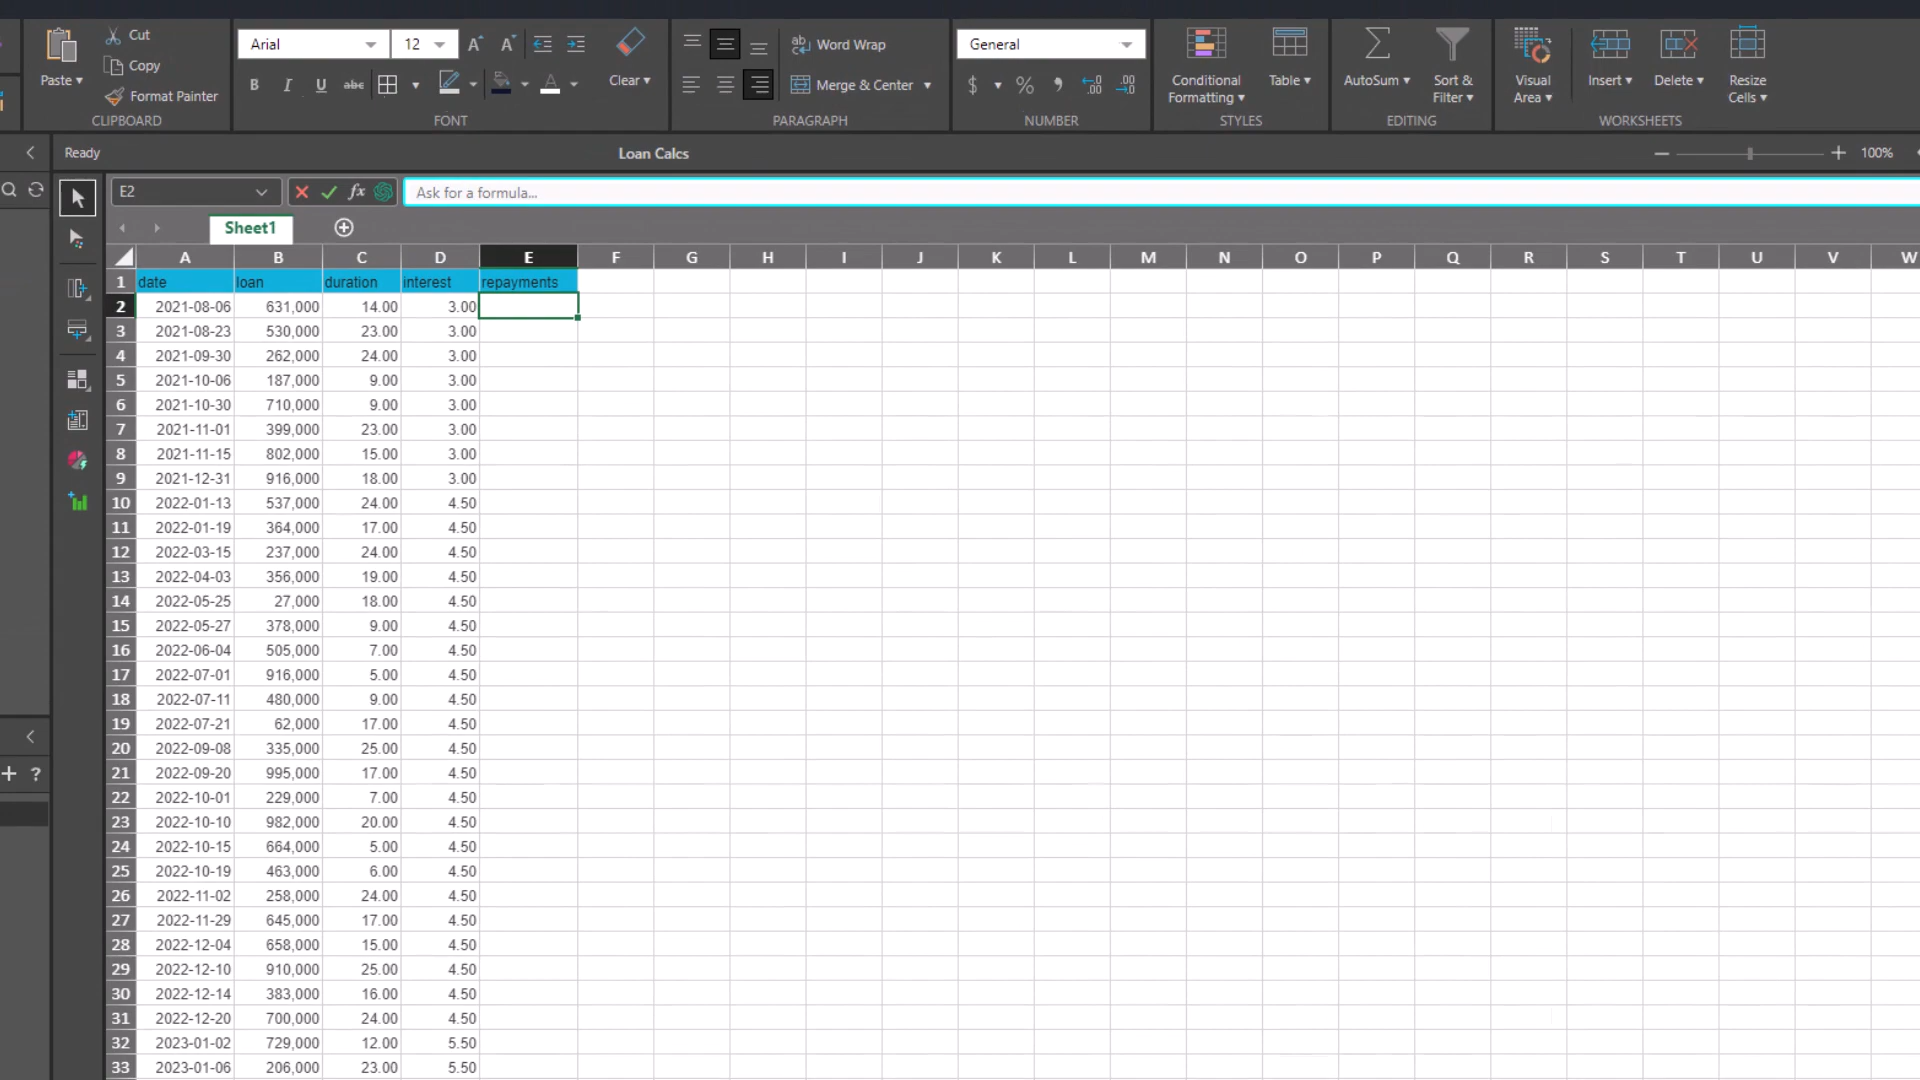 Cut
Arial 12 General
Word Wrap
Copy
Paste Clear Conditional Formatting Table AutoSum Sort & Filter Visual Area Insert Delete Resize Cells
B I U abc Merge & Center $ % ,
Format Painter
CLIPBOARD FONT PARAGRAPH NUMBER STYLES EDITING WORKSHEETS
Ready Loan Calcs 100%
E2 fx Ask for a formula...
Sheet1
A B C D E F G H I J K L M N O P Q R S T U V W
1 date loan duration interest repayments
2 2021-08-06 631,000 14.00 3.00
3 2021-08-23 530,000 23.00 3.00
4 2021-09-30 262,000 24.00 3.00
5 2021-10-06 187,000 9.00 3.00
6 2021-10-30 710,000 9.00 3.00
7 2021-11-01 399,000 23.00 3.00
8 2021-11-15 802,000 15.00 3.00
9 2021-12-31 916,000 18.00 3.00
10 2022-01-13 537,000 24.00 4.50
11 2022-01-19 364,000 17.00 4.50
12 2022-03-15 237,000 24.00 4.50
13 2022-04-03 356,000 19.00 4.50
14 2022-05-25 27,000 18.00 4.50
15 2022-05-27 378,000 9.00 4.50
16 2022-06-04 505,000 7.00 4.50
17 2022-07-01 916,000 5.00 4.50
18 2022-07-11 480,000 9.00 4.50
19 2022-07-21 62,000 17.00 4.50
20 2022-09-08 335,000 25.00 4.50
21 2022-09-20 995,000 17.00 4.50
22 2022-10-01 229,000 7.00 4.50
23 2022-10-10 982,000 20.00 4.50
24 2022-10-15 664,000 5.00 4.50
25 2022-10-19 463,000 6.00 4.50
26 2022-11-02 258,000 24.00 4.50
27 2022-11-29 645,000 17.00 4.50
28 2022-12-04 658,000 15.00 4.50
29 2022-12-10 910,000 25.00 4.50
30 2022-12-14 383,000 16.00 4.50
31 2022-12-20 700,000 24.00 4.50
32 2023-01-02 729,000 12.00 5.50
33 2023-01-06 206,000 23.00 5.50